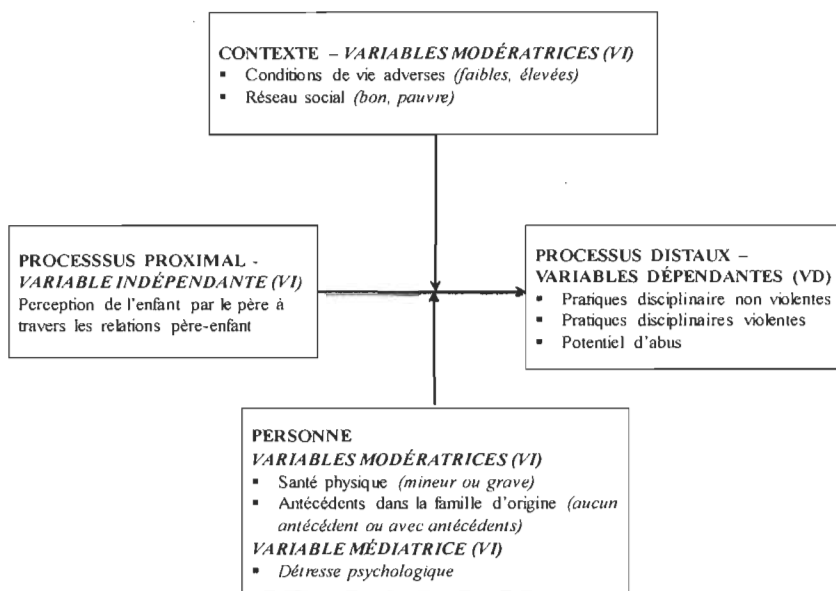 CONTEXTE – VARIABLES MODÉRATRICES (VI)
▪ Conditions de vie adverses (faibles, élevées)
▪ Réseau social (bon, pauvre)
PROCESSSUS PROXIMAL -
VARIABLE INDÉPENDANTE (VI)
Perception de l'enfant par le père à
travers les relations père-enfant
PROCESSUS DISTAUX –
VARIABLES DÉPENDANTES (VD)
▪ Pratiques disciplinaire non violentes
▪ Pratiques disciplinaires violentes
▪ Potentiel d'abus
PERSONNE
VARIABLES MODÉRATRICES (VI)
▪ Santé physique (mineur ou grave)
▪ Antécédents dans la famille d'origine (aucun
antécédent ou avec antécédents)
VARIABLE MÉDIATRICE (VI)
▪ Détresse psychologique